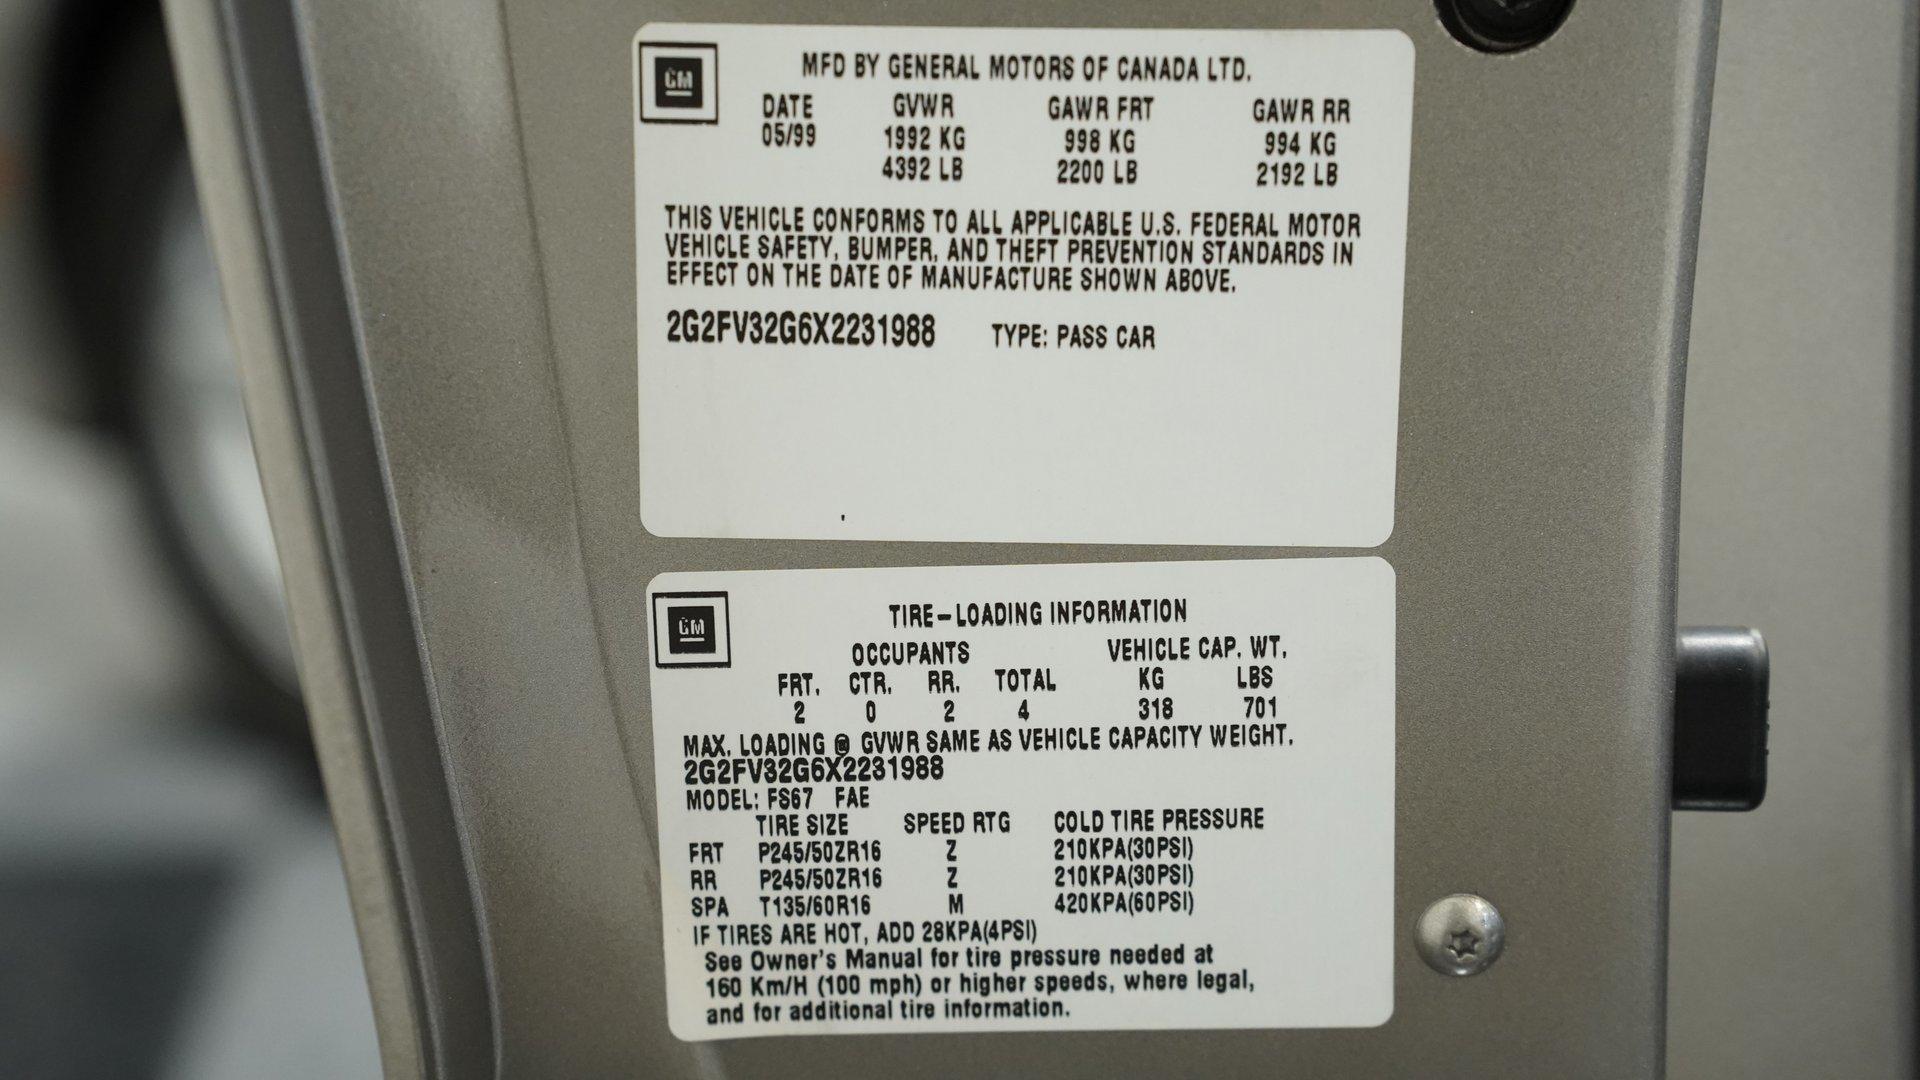 GM
MFD BY GENERAL MOTORS OF CANADA LTD.
DATE GVWR GAWR FRT GAWR RR
05/99 1992 KG 998 KG 994 KG
4392 LB 2200 LB 2192 LB
THIS VEHICLE CONFORMS TO ALL APPLICABLE U.S. FEDERAL MOTOR
VEHICLE SAFETY, BUMPER, AND THEFT PREVENTION STANDARDS IN
EFFECT ON THE DATE OF MANUFACTURE SHOWN ABOVE.
2G2FV32G6X2231988 TYPE: PASS CAR
GM
TIRE-LOADING INFORMATION
OCCUPANTS VEHICLE CAP. WT.
FRT. CTR. RR. TOTAL KG LBS
2 0 2 4 318 701
MAX. LOADING @ GVWR SAME AS VEHICLE CAPACITY WEIGHT.
2G2FV32G6X2231988
MODEL: FS67 FAE
TIRE SIZE SPEED RTG COLD TIRE PRESSURE
FRT P245/50ZR16 Z 210KPA(30PSI)
RR P245/50ZR16 Z 210KPA(30PSI)
SPA T135/60R16 M 420KPA(60PSI)
IF TIRES ARE HOT, ADD 28KPA(4PSI)
See Owner's Manual for tire pressure needed at
160 Km/H (100 mph) or higher speeds, where legal,
and for additional tire information.